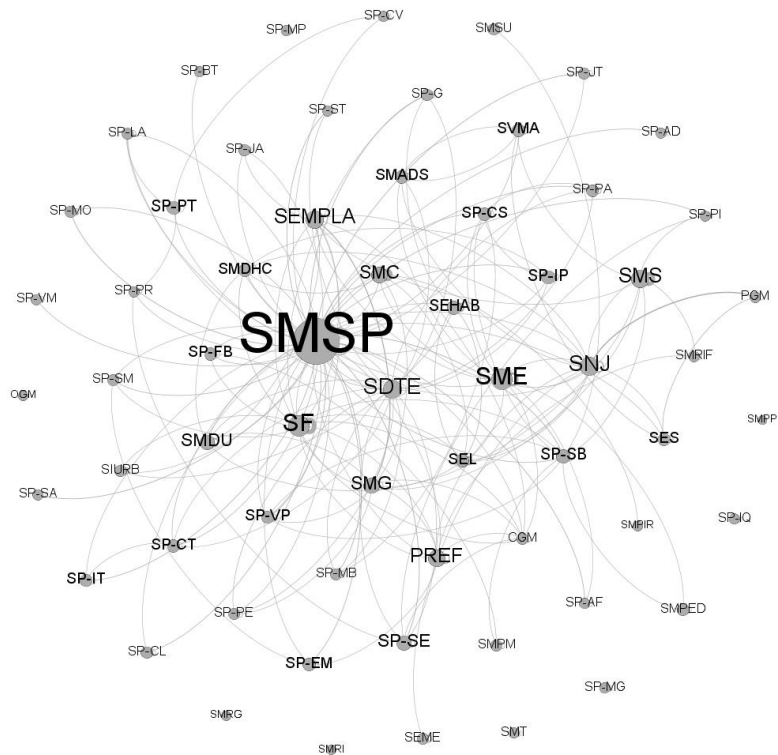 SP-CV
SP-MP
SMSU
SP-BT
SP-JT
SP-G
SP-ST
SP-LA
SVMA
SP-AD
SP-JA
SMADS
SP-PA
SP-PT
SP-MO
SEMPLA
SP-CS
SP-PI
SMDHC
SMC
SP-IP
SMS
SP-PR
SP-VM
SEHAB
PGM
SMSP
SP-FB
SMRIF
SNJ
SP-SM
SDTE
SME
OGM
SMPP
SF
SMDU
SES
SEL
SP-SB
SIURB
SMG
SP-SA
SP-VP
SP-IQ
SMPIR
CGM
SP-CT
PREF
SP-IT
SP-MB
SP-AF
SMPED
SP-PE
SP-SE
SMPM
SP-CL
SP-EM
SP-MG
SMRG
SMT
SEME
SMRI